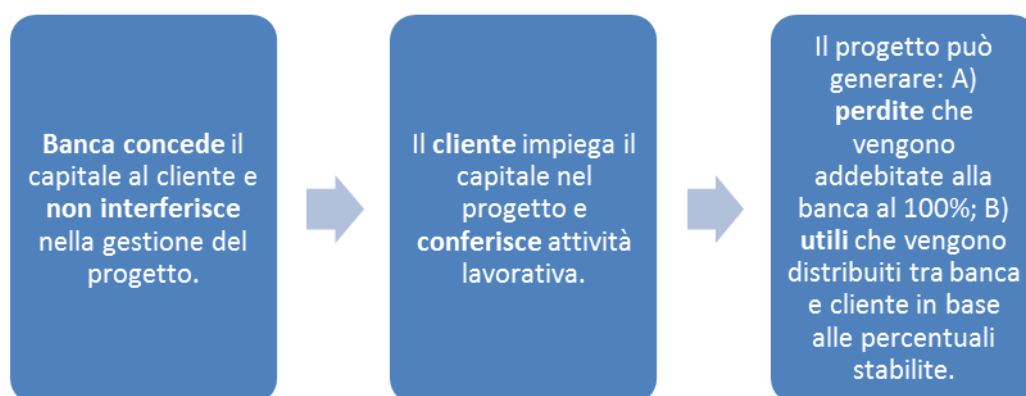 Banca concede il
capitale al cliente e
non interferisce
nella gestione del
progetto.
Il cliente impiega il
capitale nel
progetto e
conferisce attività
lavorativa.
Il progetto può
generare: A)
perdite che
vengono
addebitate alla
banca al 100%; B)
utili che vengono
distribuiti tra banca
e cliente in base
alle percentuali
stabilite.